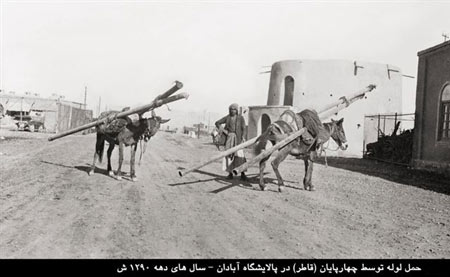 حمل لوله توسط چهارپایان (قاطر) در پالایشگاه آبادان - سال های دهه ۱۲۹۰ ش